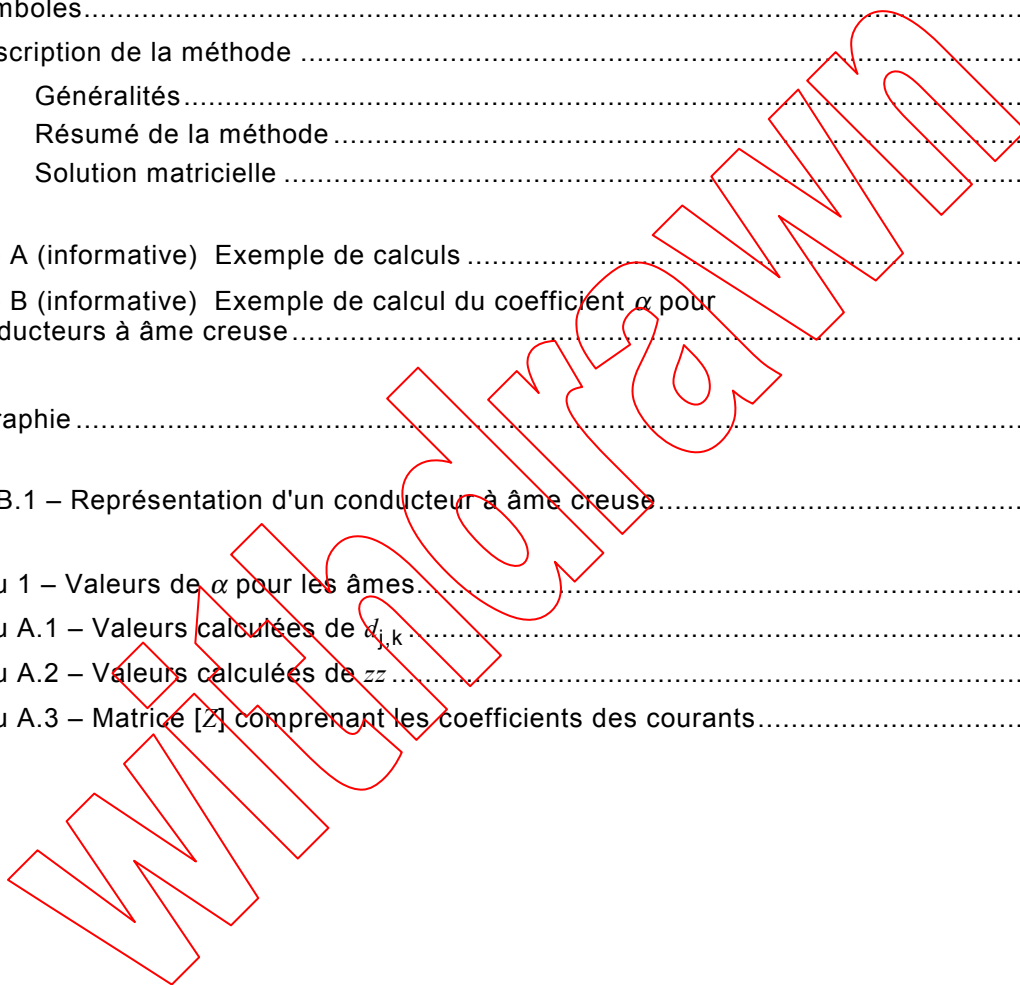 mboles
scription de la méthode
Généralités
Résumé de la méthode
Solution matricielle
A (informative) Exemple de calculs
B (informative) Exemple de calcul du coefficient α pour
ducteurs à âme creuse
raphie
B.1 – Représentation d'un conducteur à âme creuse
u 1 – Valeurs de α pour les âmes
u A.1 – Valeurs calculées de d j,k
u A.2 – Valeurs calculées de zz
u A.3 – Matrice [Z] comprenant les coefficients des courants
withdrawn